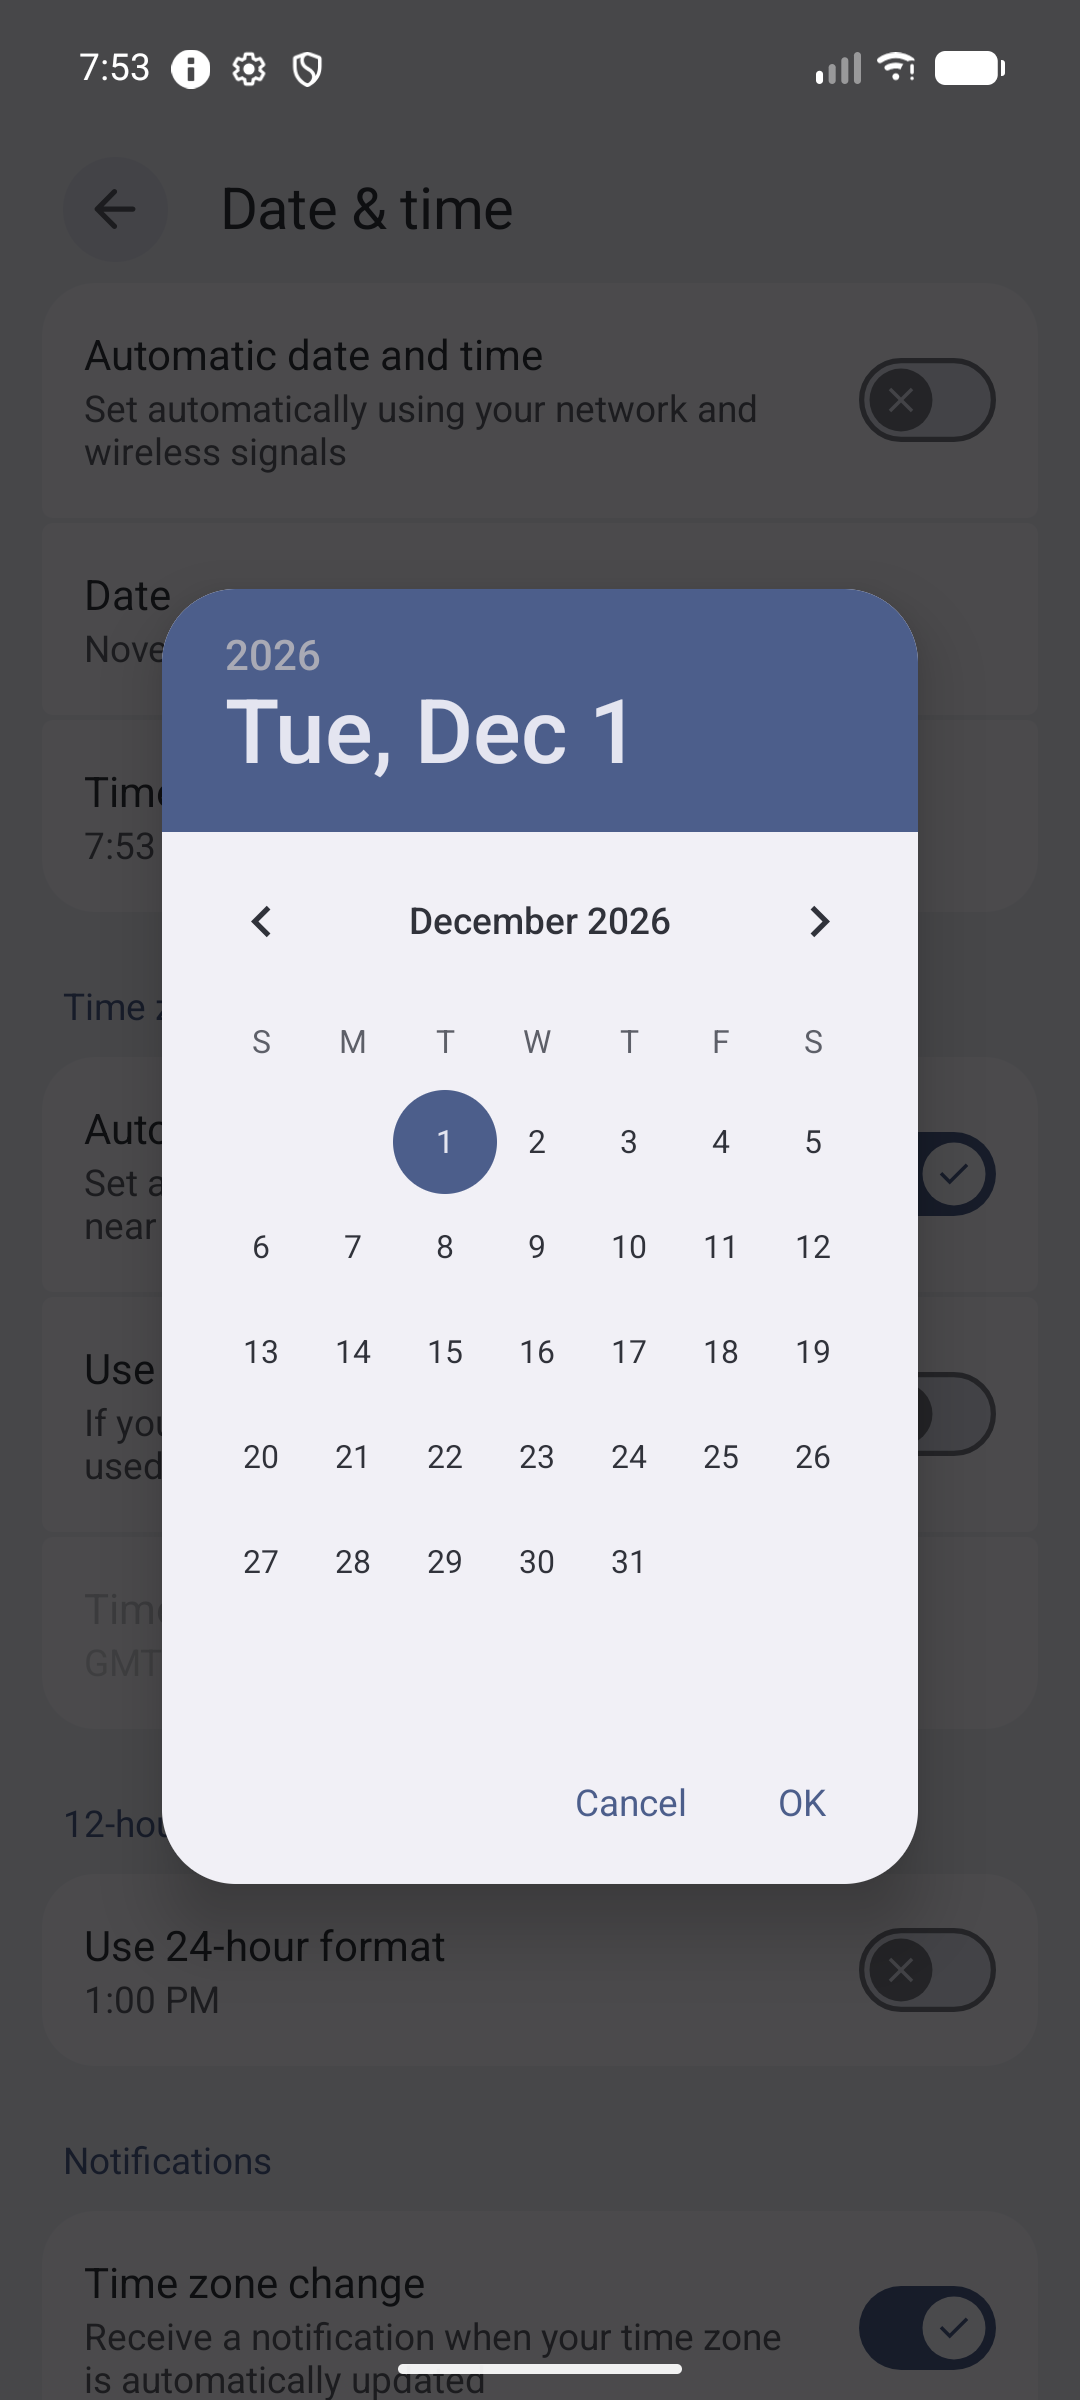 7:53
Date & time
Automatic date and time
Set automatically using your network and
wireless signals
Date
Nove
2026
Tue, Dec 1
Time
7:53
December 2026
Time z
S M T W T F S
1 2 3 4 5
Auto
Set a
near
6 7 8 9 10 11 12
13 14 15 16 17 18 19
Use
If you
used
20 21 22 23 24 25 26
27 28 29 30 31
Time
GMT
Cancel OK
12-hou
Use 24-hour format
1:00 PM
Notifications
Time zone change
Receive a notification when your time zone
is automatically updated